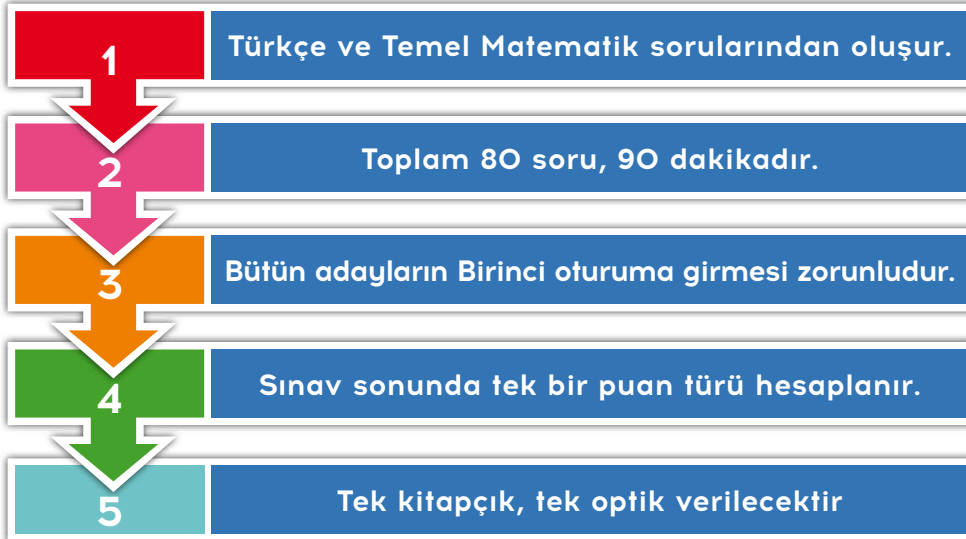 1
Türkçe ve Temel Matematik sorularından oluşur.
2
Toplam 80 soru, 90 dakikadır.
3
Bütün adayların Birinci oturuma girmesi zorunludur.
4
Sınav sonunda tek bir puan türü hesaplanır.
5
Tek kitapçık, tek optik verilecektir